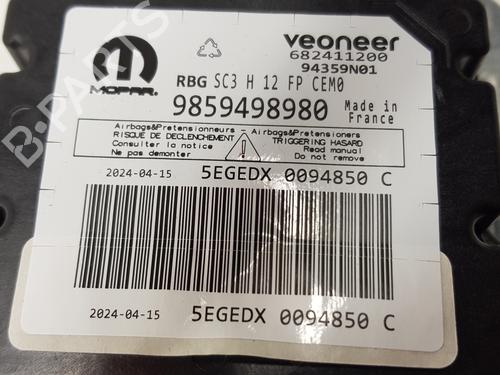 veoneer
682411200
94359N01
MOPAR.
RBG SC3 H 12 FP CEM0
9859498980
Made in
France
Airbags&Pretensionneurs - Airbags&Pretensioners
RISQUE DE DECLENCHEMENT
TRIGGERING HASARD
Consulter la notice
Read manual
Ne pas demonter
Do not remove
2024-04-15 5EGEDX 0094850 C
2024-04-15 5EGEDX 0094850 C
B-PARTS